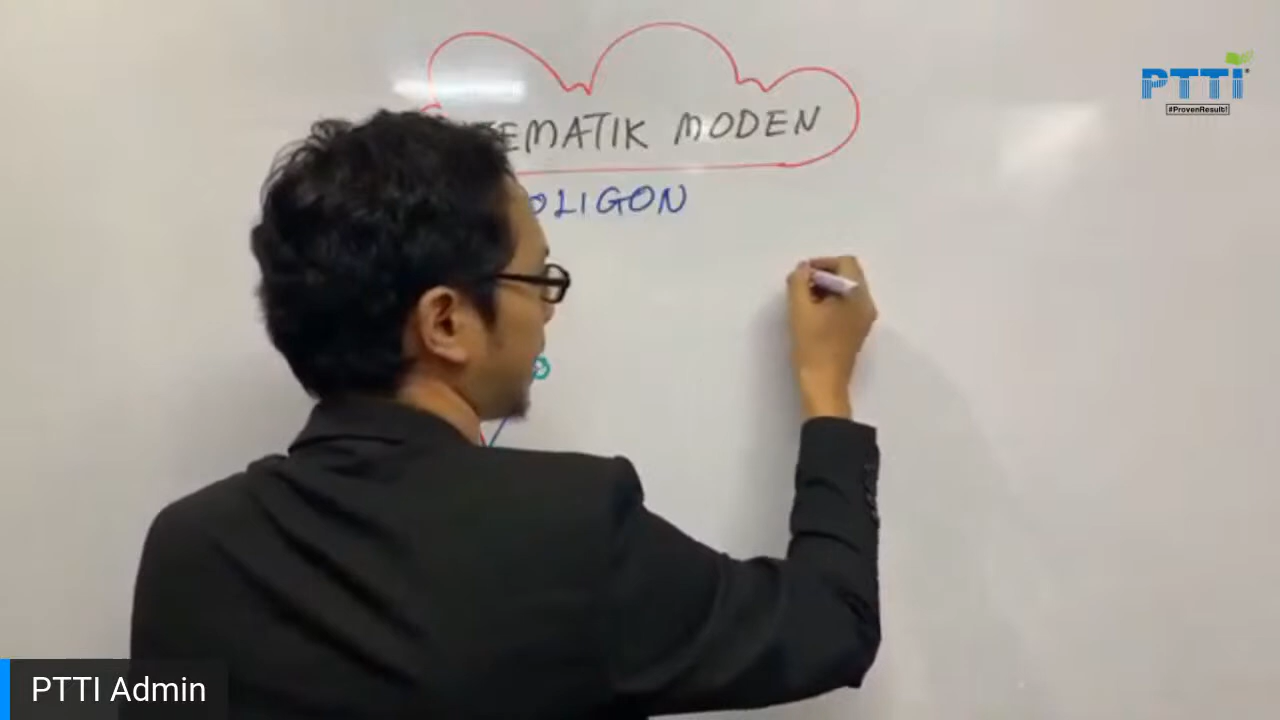 EMATIK MODEN
OLIGON
PTTI
#ProvenResult!
PTTI Admin